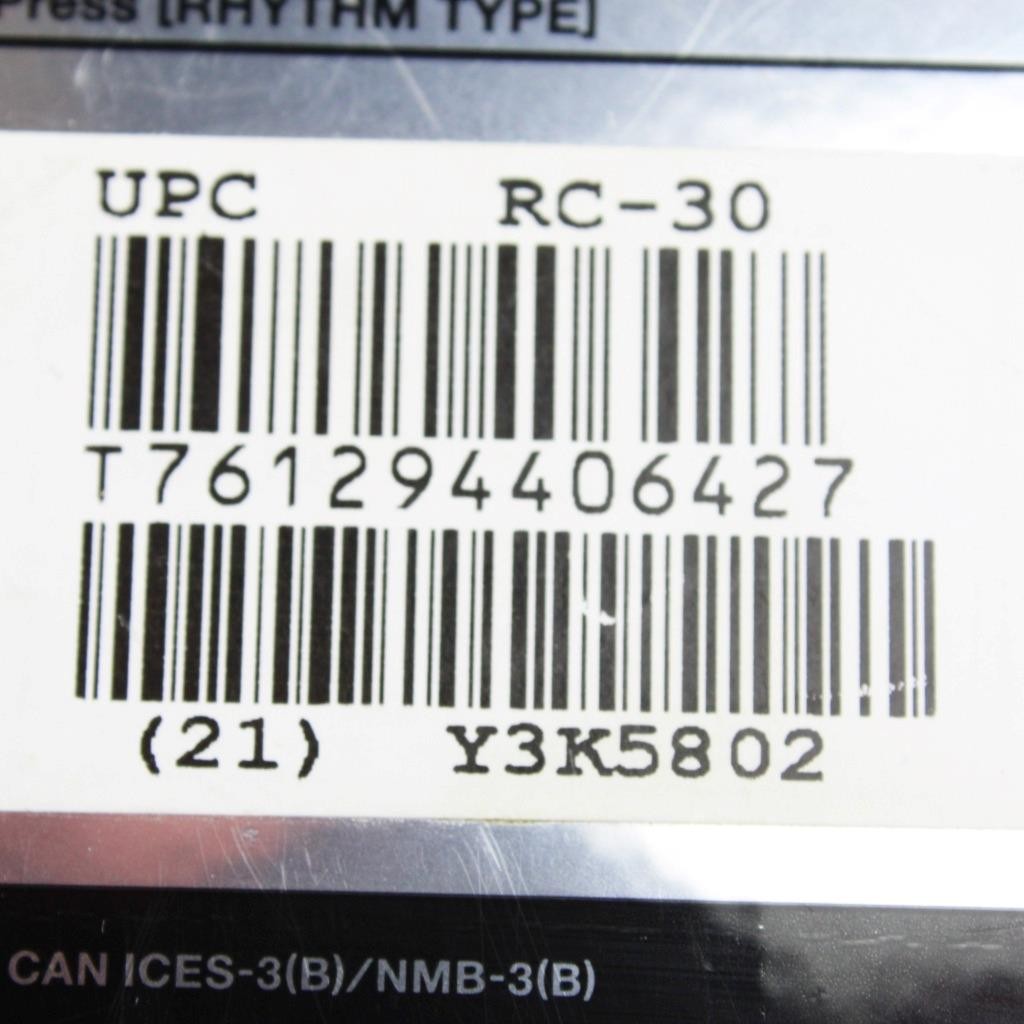 Press [RHYTHM TYPE]
UPC RC-30
T761294406427
(21) Y3K5802
CAN ICES-3(B)/NMB-3(B)